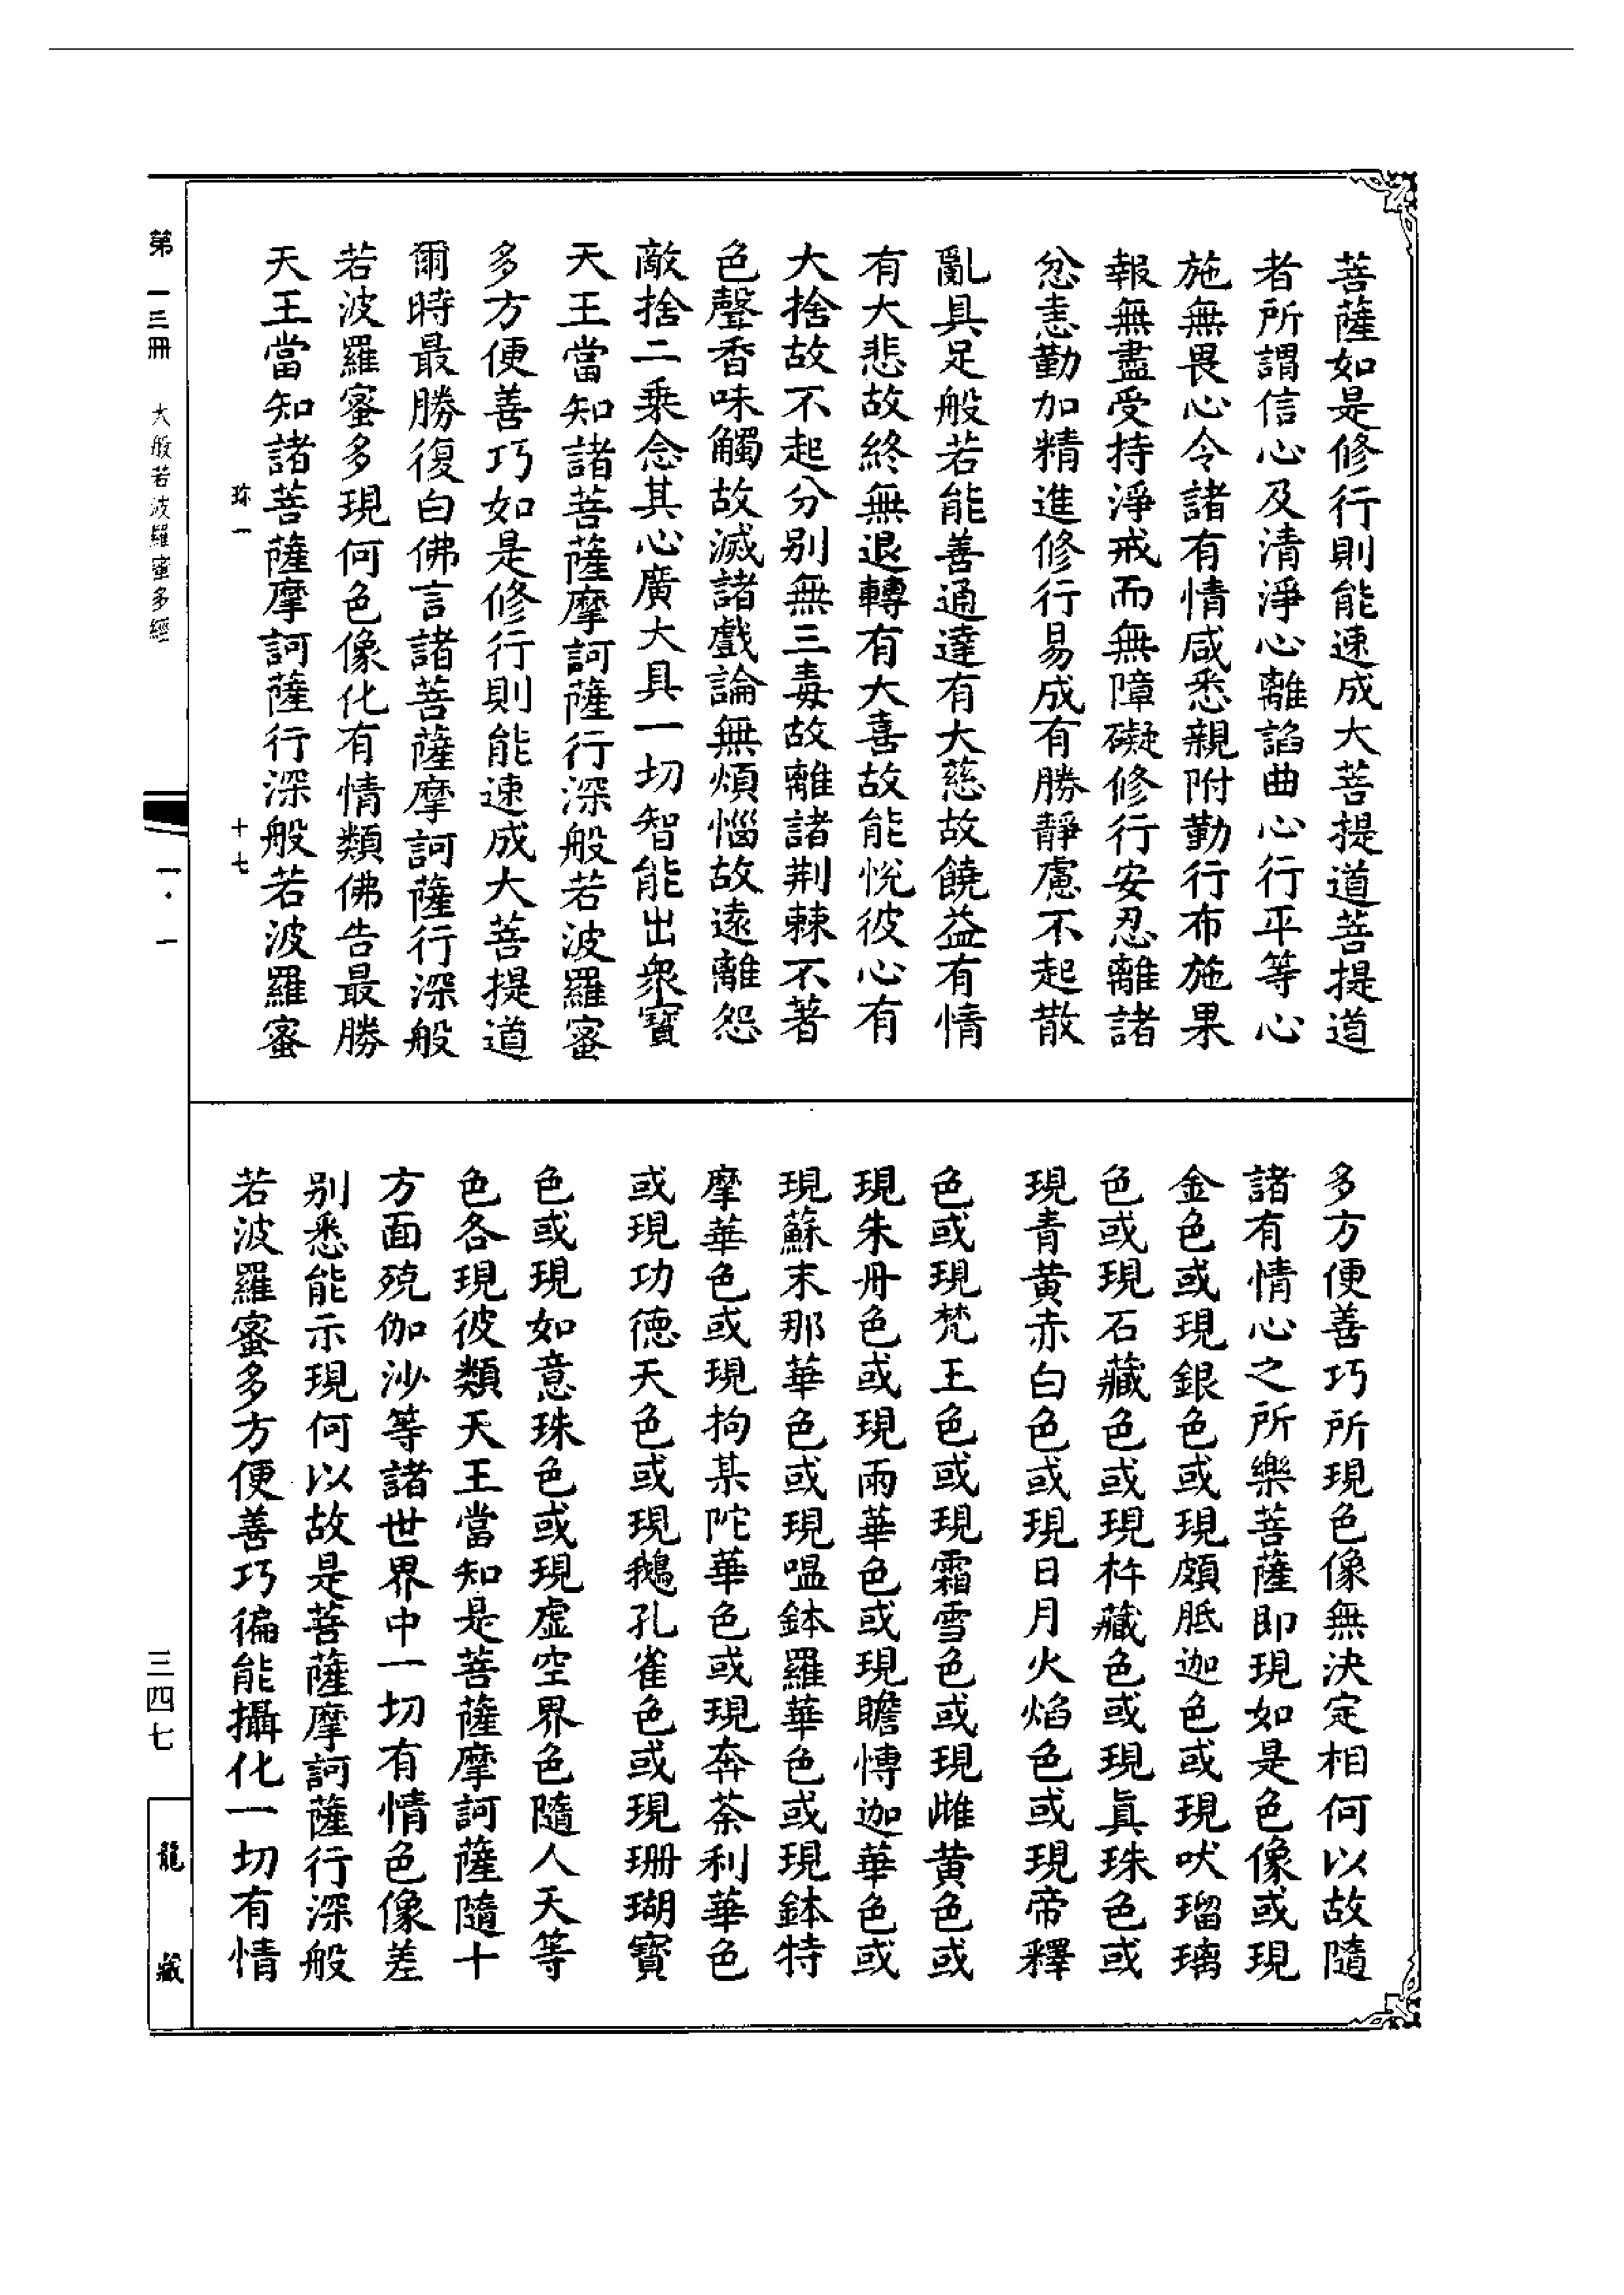 菩薩如是修行則能速成大菩提道菩提道
者所謂信心及清淨心離諂曲心行平等心
施無畏心令諸有情咸悉親附勤行布施果
報無盡受持淨戒而無障礙修行安忍離諸
忿恚勤加精進修行易成有勝靜慮不起散
亂具足般若能善通達有大慈故饒益有情
有大悲故終無退轉有大喜故能悅彼心有
大捨故不起分別無三毒故離諸荆棘不著
色聲香味觸故滅諸戲論無煩惱故遠離怨
敵捨二乘念其心廣大具一切智能出衆寶
天王當知諸菩薩摩訶薩行深般若波羅蜜
多方便善巧如是修行則能速成大菩提道
爾時最勝復白佛言諸菩薩摩訶薩行深般
若波羅蜜多現何色像化有情類佛告最勝
天王當知諸菩薩摩訶薩行深般若波羅蜜
珎一 十七
多方便善巧所現色像無決定相何以故隨
諸有情心之所樂菩薩即現如是色像或現
金色或現銀色或現頗胝迦色或現吠瑠璃
色或現石藏色或現杵藏色或現眞珠色或
現青黄赤白色或現日月火焰色或現帝釋
色或現梵王色或現霜雪色或現雌黄色或
現朱丹色或現雨華色或現瞻博迦華色或
現蘇末那華色或現嗢鉢羅華色或現鉢特
摩華色或現拘某陀華色或現奔荼利華色
或現功德天色或現鵝孔雀色或現珊瑚寶
色或現如意珠色或現虛空界色隨人天等
色各現彼類天王當知是菩薩摩訶薩隨十
方面殑伽沙等諸世界中一切有情色像差
別悉能示現何以故是菩薩摩訶薩行深般
若波羅蜜多方便善巧徧能攝化一切有情
第一三冊 大般若波羅蜜多經
一·一
三四七
龍藏